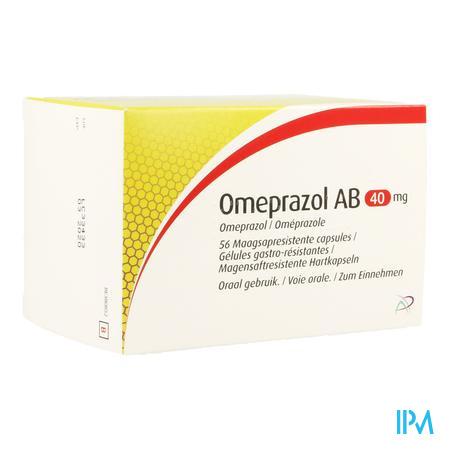 Omeprazol AB 40 mg
Omeprazol / Oméprazole
56 Maagsapresistente capsules /
Gélules gastro-résistantes /
Magensaftresistente Hartkapseln
Oraal gebruik. / Voie orale. / Zum Einnehmen
B
IPM